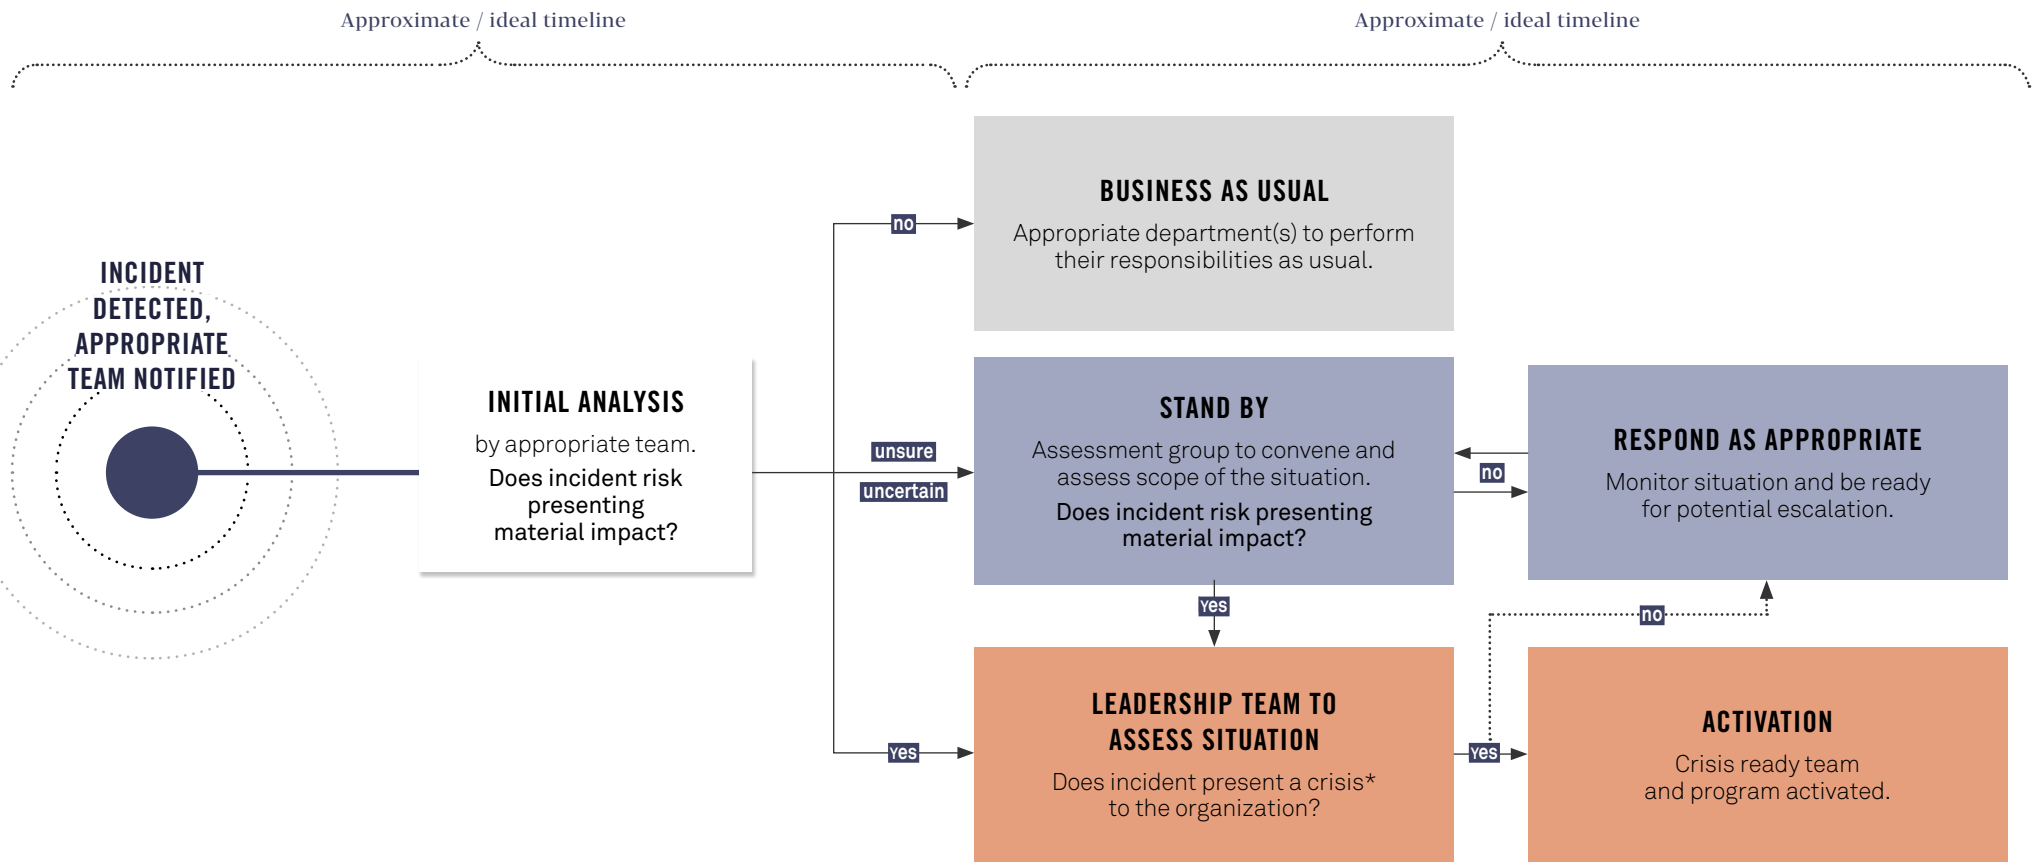 Approximate / ideal timeline
Approximate / ideal timeline
INCIDENT
DETECTED,
APPROPRIATE
TEAM NOTIFIED
INITIAL ANALYSIS
by appropriate team.
Does incident risk
presenting
material impact?
no
unsure
uncertain
Yes
BUSINESS AS USUAL
Appropriate department(s) to perform
their responsibilities as usual.
STAND BY
Assessment group to convene and
assess scope of the situation.
Does incident risk presenting
material impact?
no
RESPOND AS APPROPRIATE
Monitor situation and be ready
for potential escalation.
Yes
no
LEADERSHIP TEAM TO
ASSESS SITUATION
Does incident present a crisis*
to the organization?
Yes
ACTIVATION
Crisis ready team
and program activated.